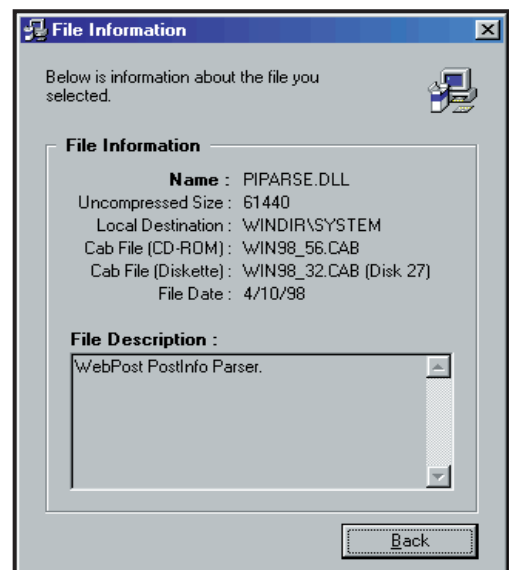 File Information
Below is information about the file you
selected.
File Information
Name : PIPARSE.DLL
Uncompressed Size : 61440
Local Destination : WINDIR\SYSTEM
Cab File (CD-ROM) : WIN98_56.CAB
Cab File (Diskette) : WIN98_32.CAB (Disk 27)
File Date : 4/10/98
File Description :
WebPost PostInfo Parser.
Back